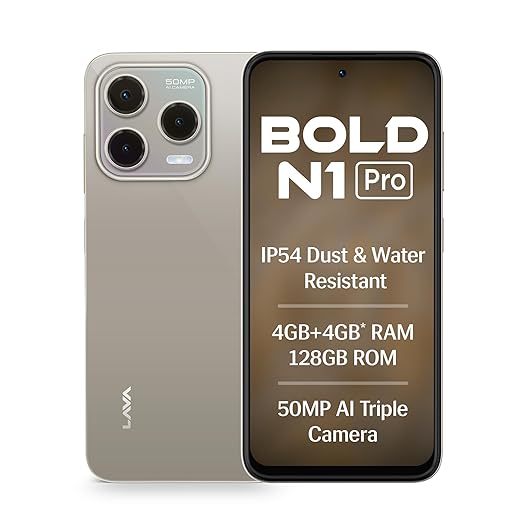 50MP
AI CAMERA
LAVA
BOLD
N1 Pro
IP54 Dust & Water
Resistant
4GB+4GB* RAM
128GB ROM
50MP AI Triple
Camera